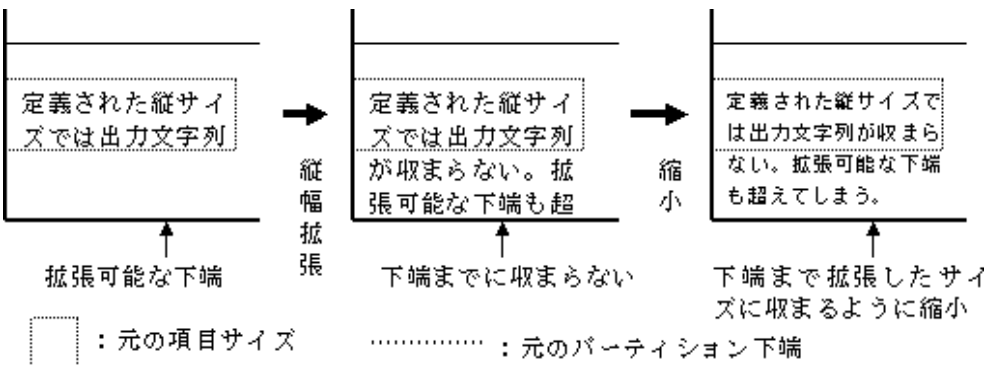 定義された縦サイ
ズでは出力文字列
拡張可能な下端
縦
幅
拡
張
定義された縦サイ
ズでは出力文字列
が収まらない。拡
張可能な下端も超
下端までに収まらない
縮
小
定義された縦サイズで
は出力文字列が収まら
ない。拡張可能な下端
も超えてしまう。
下端まで拡張したサイ
ズに収まるように縮小
：元の項目サイズ
：元のパーティション下端